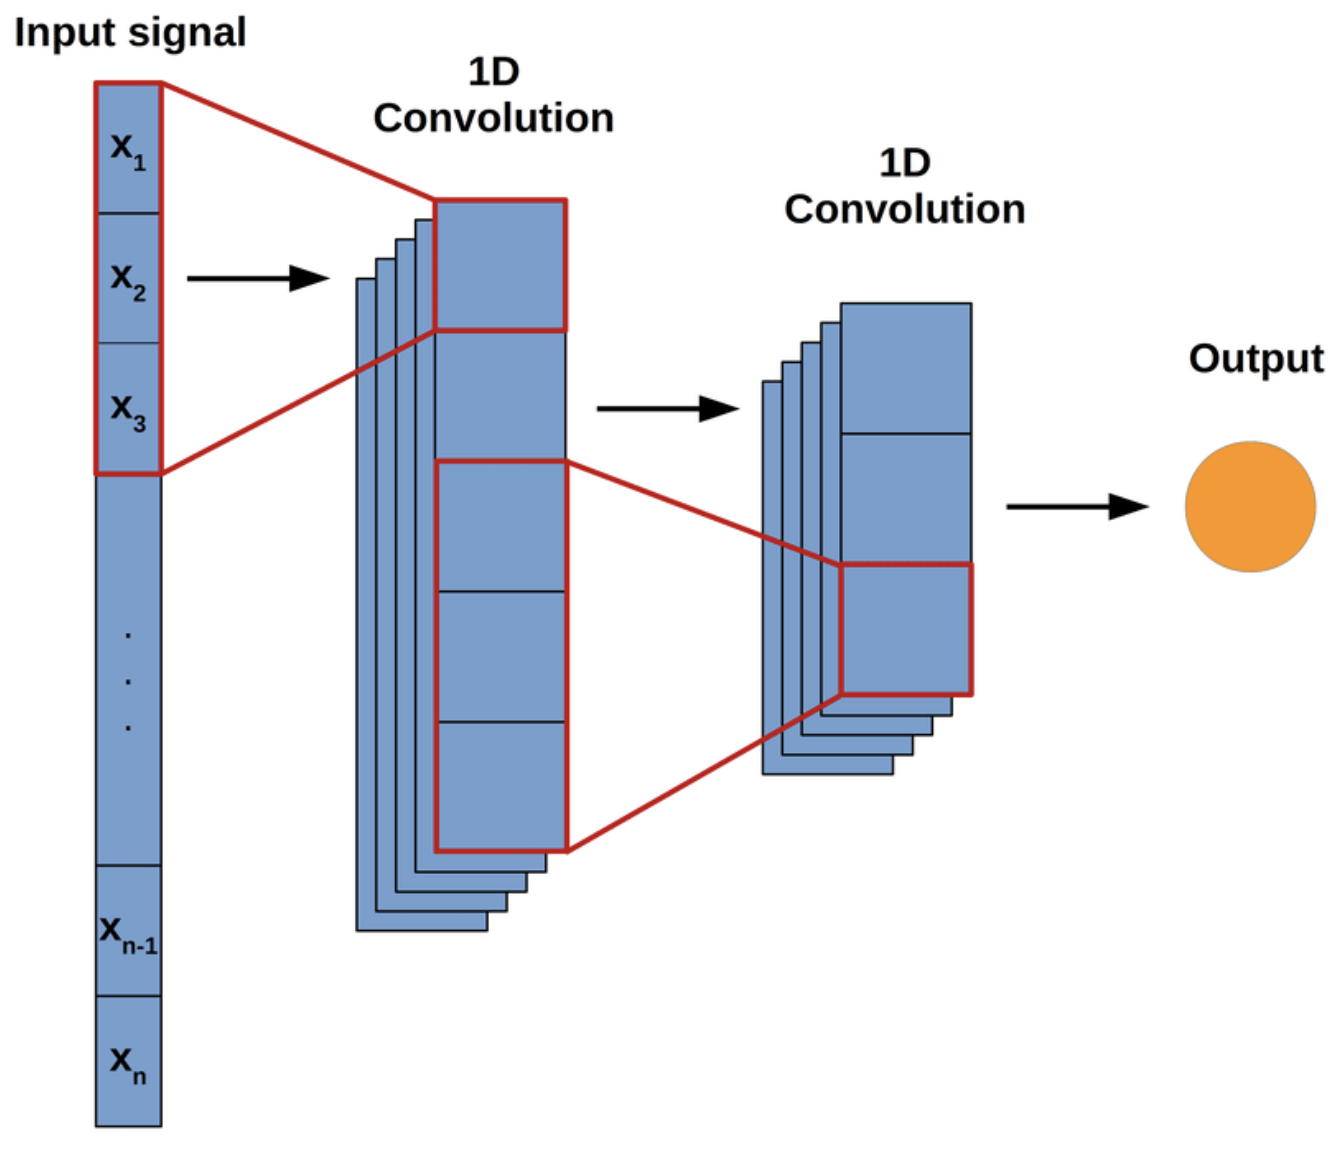 Input signal
1D
Convolution
1D
Convolution
Output
x1
x2
x3
.
.
.
xn-1
xn